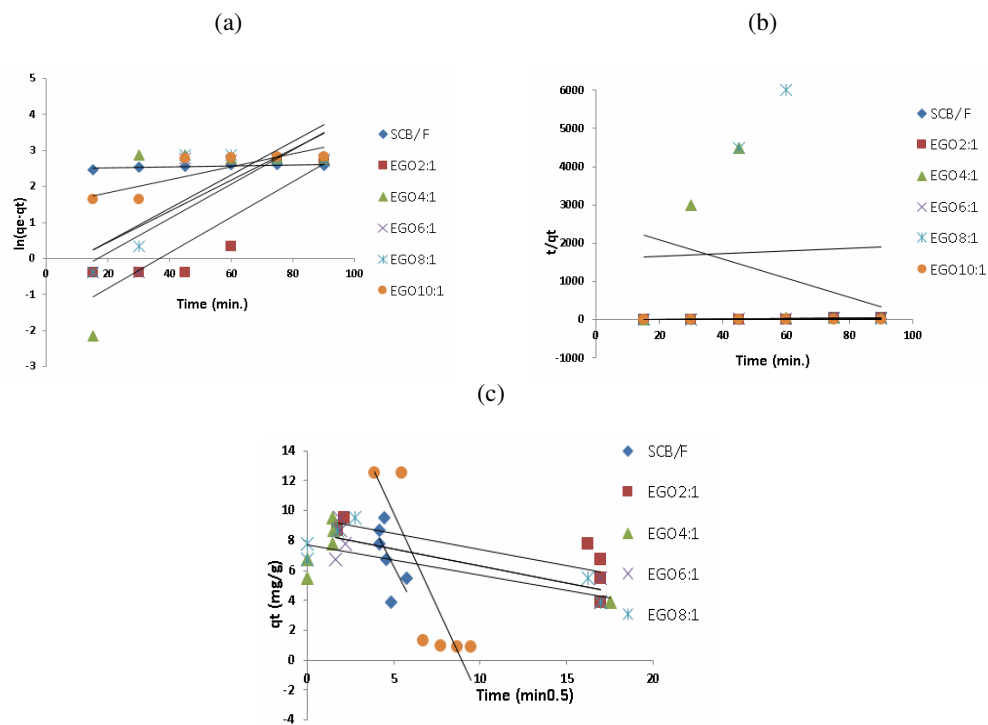 (a)
(b)
5
4
3
2
1
0
-1
-2
-3
0
20
40
60
80
100
ln(qe-qt)
Time (min.)
SCB/F
EGO2:1
EGO4:1
EGO6:1
EGO8:1
EGO10:1
6000
5000
4000
3000
2000
1000
0
-1000
0
20
40
60
80
100
t/qt
Time (min.)
SCB/F
EGO2:1
EGO4:1
EGO6:1
EGO8:1
EGO10:1
(c)
14
12
10
8
6
4
2
0
-2
-4
0
5
10
15
20
qt (mg/g)
Time (min0.5)
SCB/F
EGO2:1
EGO4:1
EGO6:1
EGO8:1